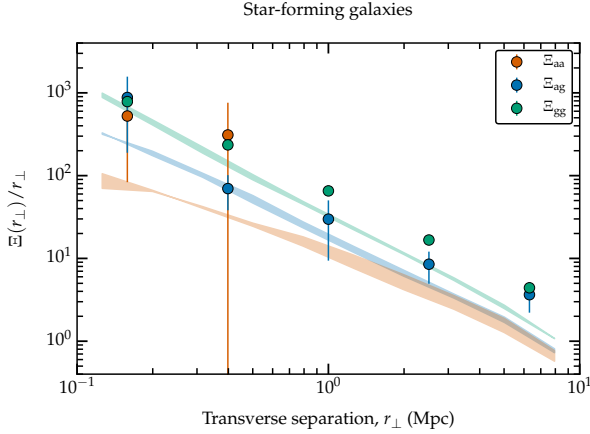 Star-forming galaxies
Ξ(r⊥)/r⊥
10³
10²
10¹
10⁰
10⁻¹
10⁰
10¹
Transverse separation, r⊥ (Mpc)
Ξaa
Ξag
Ξgg